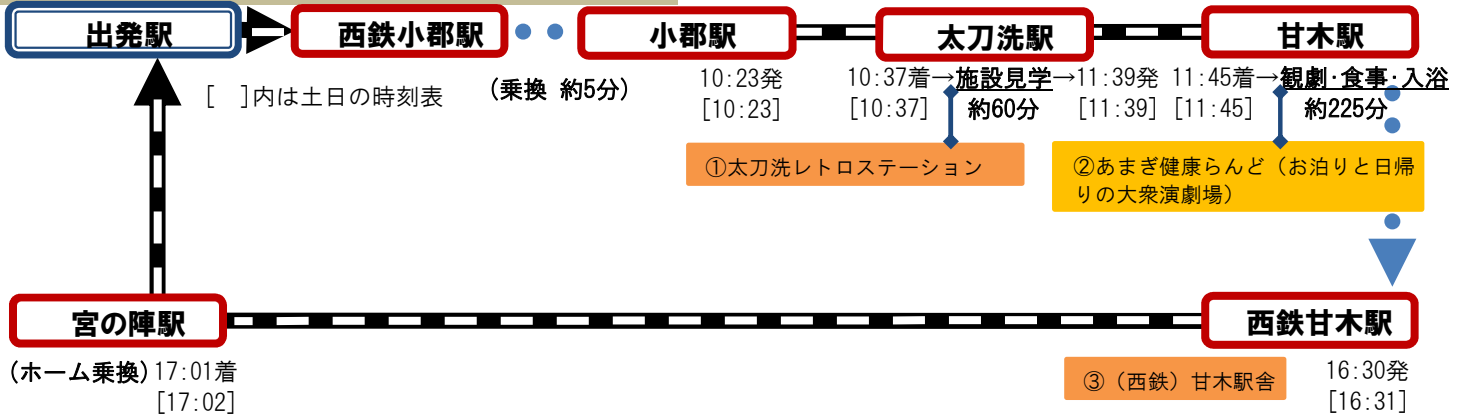 出発駅
西鉄小郡駅
小郡駅
太刀洗駅
甘木駅
[ ]内は土日の時刻表
(乗換 約5分)
10:23発
[10:23]
10:37着→施設見学→11:39発
[10:37] 約60分 [11:39]
11:45着→観劇･食事･入浴
[11:45] 約225分
①太刀洗レトロステーション
②あまぎ健康らんど（お泊りと日帰
りの大衆演劇場）
宮の陣駅
西鉄甘木駅
(ホーム乗換)17:01着
[17:02]
③（西鉄）甘木駅舎
16:30発
[16:31]